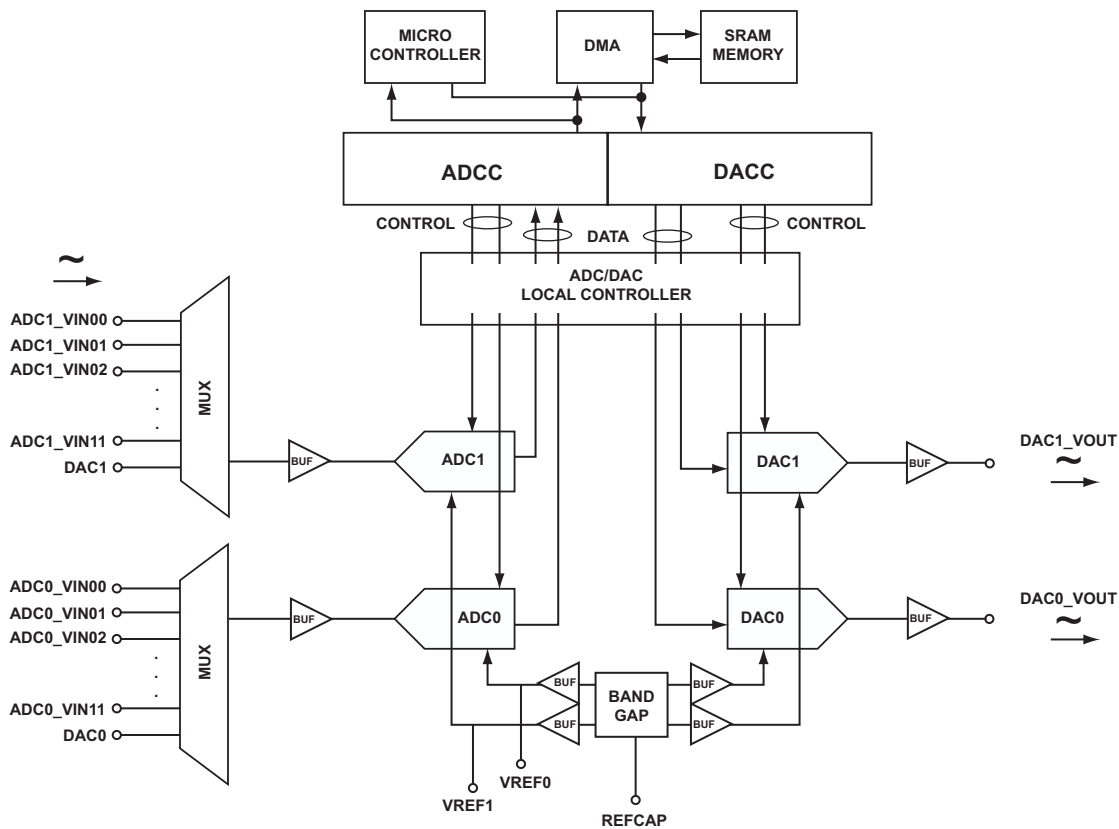 MICRO
CONTROLLER
DMA
SRAM
MEMORY
ADCC
DACC
CONTROL
DATA
CONTROL
ADC/DAC
LOCAL CONTROLLER
~
ADC1_VIN00
ADC1_VIN01
ADC1_VIN02
.
.
.
ADC1_VIN11
DAC1
MUX
BUF
ADC1
DAC1
BUF
DAC1_VOUT
~
ADC0_VIN00
ADC0_VIN01
ADC0_VIN02
.
.
.
ADC0_VIN11
DAC0
MUX
BUF
ADC0
DAC0
BUF
DAC0_VOUT
~
BUF
BUF
BAND
GAP
BUF
BUF
VREF0
VREF1
REFCAP